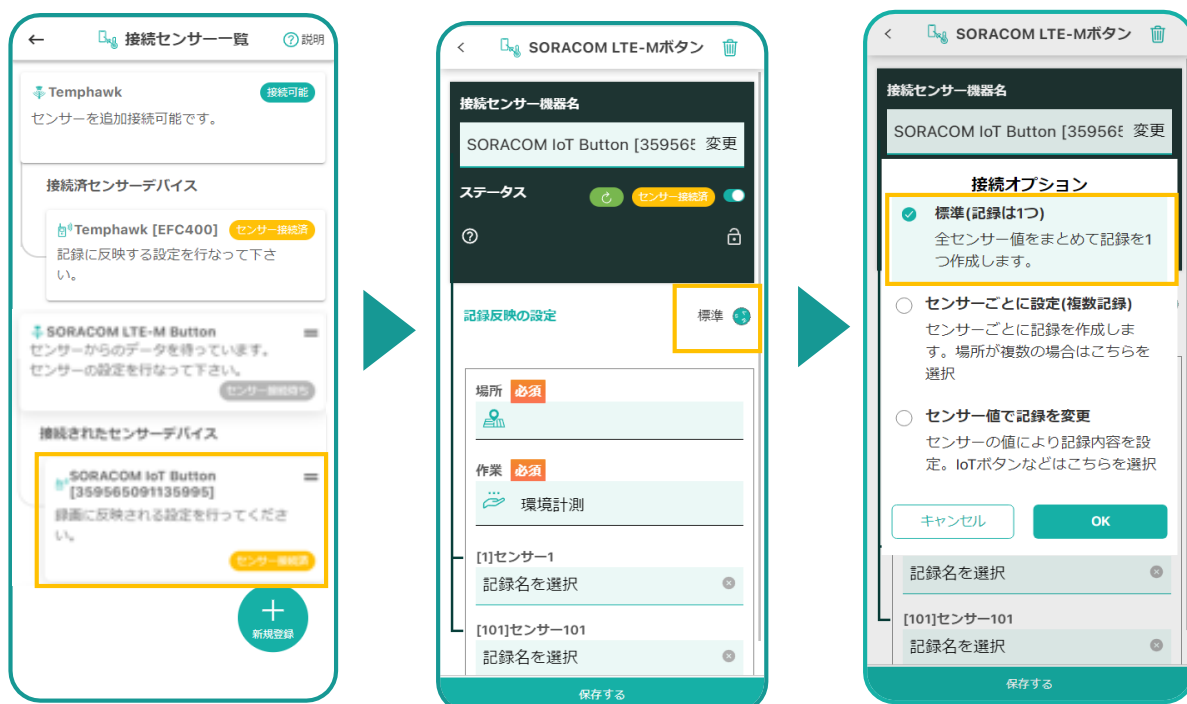 接続センサー一覧
説明
Temphawk
接続可能
センサーを追加接続可能です。
接続済センサーデバイス
Temphawk [EFC400]
センサー接続済
記録に反映する設定を行なって下さ
い。
SORACOM LTE-M Button
センサーからのデータを待っています。
センサーの設定を行なって下さい。
センサー接続待ち
接続されたセンサーデバイス
SORACOM IoT Button
[359565091135995]
録画に反映される設定を行ってくださ
い。
センサー接続済
新規登録
SORACOM LTE-Mボタン
接続センサー機器名
SORACOM IoT Button [35956
変更
ステータス
センサー接続済
記録反映の設定
標準
場所
必須
作業
必須
環境計測
[1]センサー1
記録名を選択
[101]センサー101
記録名を選択
保存する
SORACOM LTE-Mボタン
接続センサー機器名
SORACOM IoT Button [35956
変更
接続オプション
標準(記録は1つ)
全センサー値をまとめて記録を1
つ作成します。
センサーごとに設定(複数記録)
センサーごとに記録を作成しま
す。場所が複数の場合はこちらを
選択
センサー値で記録を変更
センサーの値により記録内容を設
定。IoTボタンなどはこちらを選択
キャンセル
OK
記録名を選択
[101]センサー101
記録名を選択
保存する